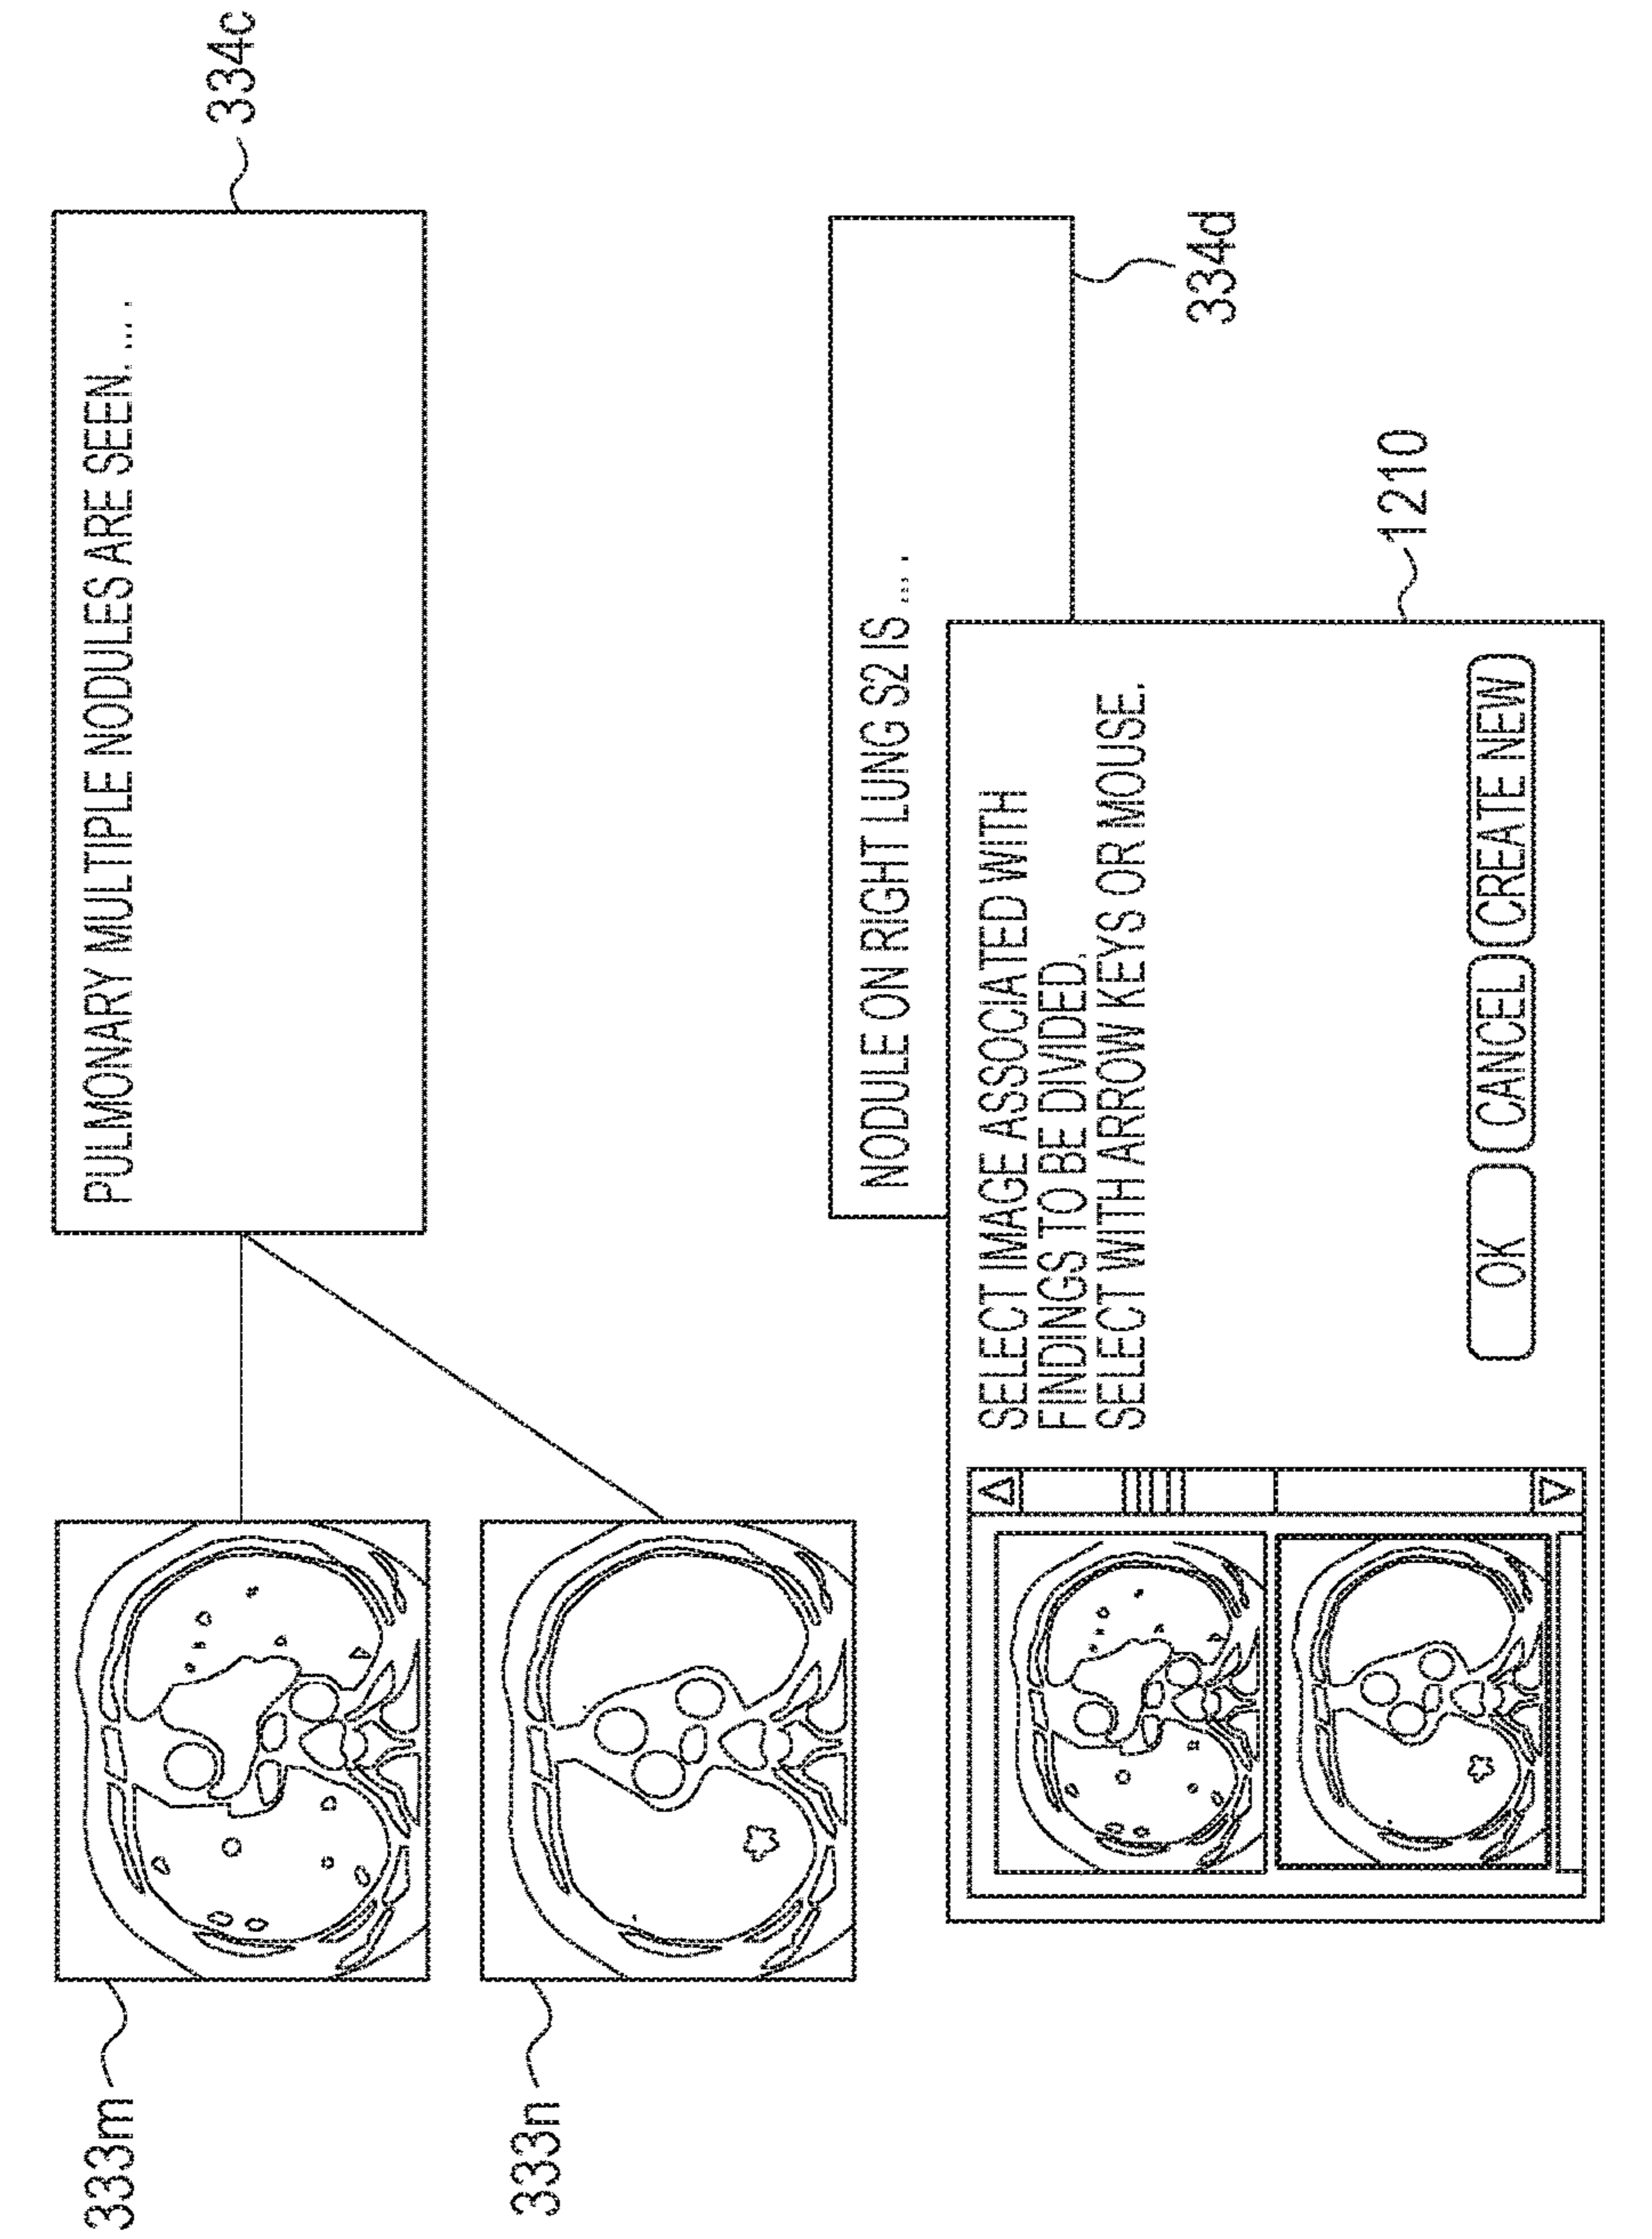 333m
PULMONARY MULTIPLE NODULES ARE SEEN. ... .
334c
333n
NODULE ON RIGHT LUNG S2 IS ... .
334d
SELECT IMAGE ASSOCIATED WITH
FINDINGS TO BE DIVIDED.
SELECT WITH ARROW KEYS OR MOUSE.
OK
CANCEL
CREATE NEW
1210